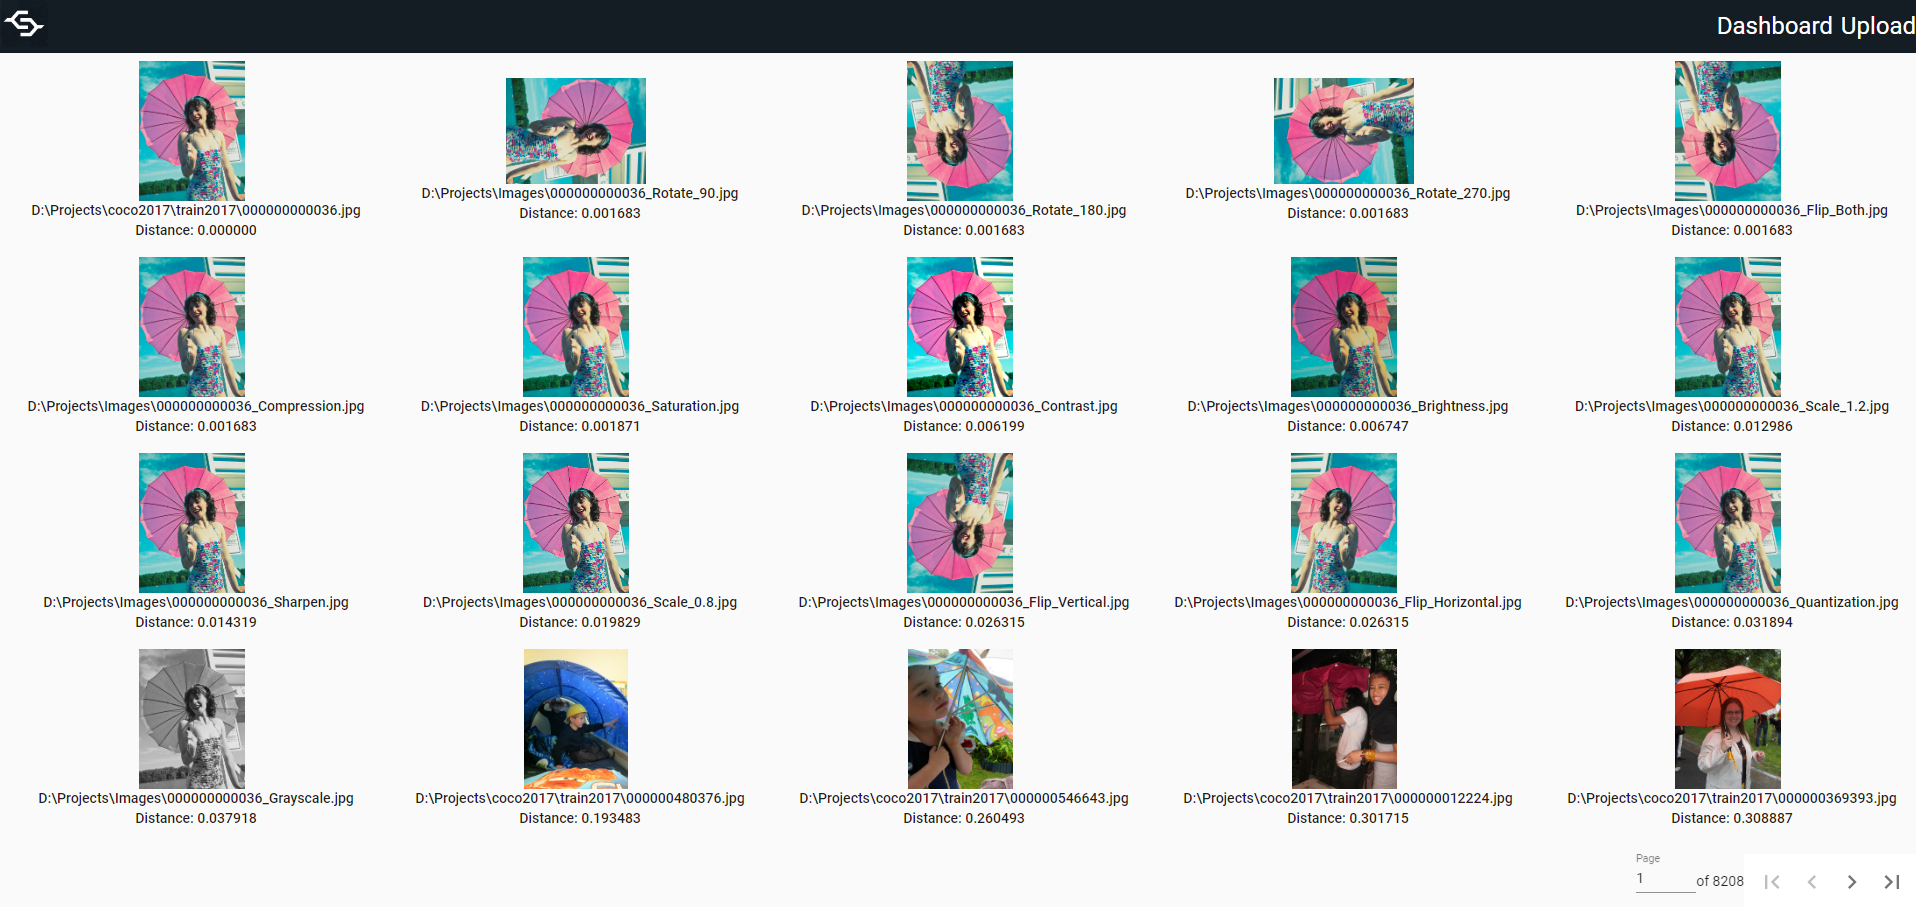 Dashboard Upload
D:\Projects\coco2017\train2017\000000000036.jpg
Distance: 0.000000
D:\Projects\Images\000000000036_Rotate_90.jpg
Distance: 0.001683
D:\Projects\Images\000000000036_Rotate_180.jpg
Distance: 0.001683
D:\Projects\Images\000000000036_Rotate_270.jpg
Distance: 0.001683
D:\Projects\Images\000000000036_Flip_Both.jpg
Distance: 0.001683
D:\Projects\Images\000000000036_Compression.jpg
Distance: 0.001683
D:\Projects\Images\000000000036_Saturation.jpg
Distance: 0.001871
D:\Projects\Images\000000000036_Contrast.jpg
Distance: 0.006199
D:\Projects\Images\000000000036_Brightness.jpg
Distance: 0.006747
D:\Projects\Images\000000000036_Scale_1.2.jpg
Distance: 0.012986
D:\Projects\Images\000000000036_Sharpen.jpg
Distance: 0.014319
D:\Projects\Images\000000000036_Scale_0.8.jpg
Distance: 0.019829
D:\Projects\Images\000000000036_Flip_Vertical.jpg
Distance: 0.026315
D:\Projects\Images\000000000036_Flip_Horizontal.jpg
Distance: 0.026315
D:\Projects\Images\000000000036_Quantization.jpg
Distance: 0.031894
D:\Projects\Images\000000000036_Grayscale.jpg
Distance: 0.037918
D:\Projects\coco2017\train2017\000000480376.jpg
Distance: 0.193483
D:\Projects\coco2017\train2017\000000546643.jpg
Distance: 0.260493
D:\Projects\coco2017\train2017\000000012224.jpg
Distance: 0.301715
D:\Projects\coco2017\train2017\000000369393.jpg
Distance: 0.308887
Page
1 of 8208